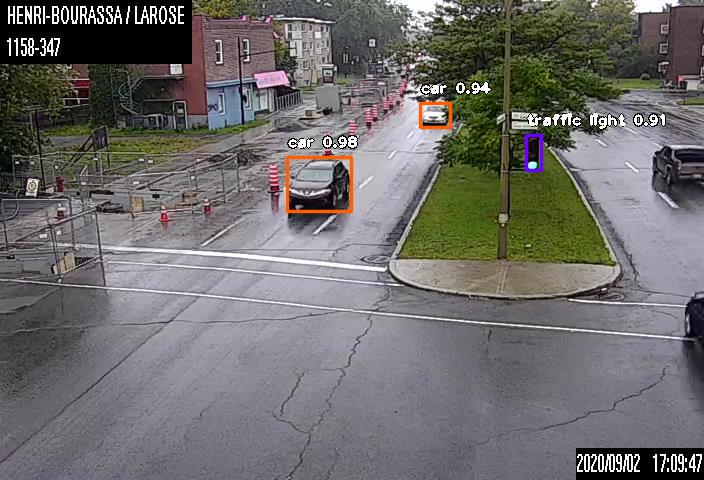 HENRI-BOURASSA / LAROSE
1158-347
car 0.94
traffic light 0.91
car 0.98
2020/09/02 17:09:47